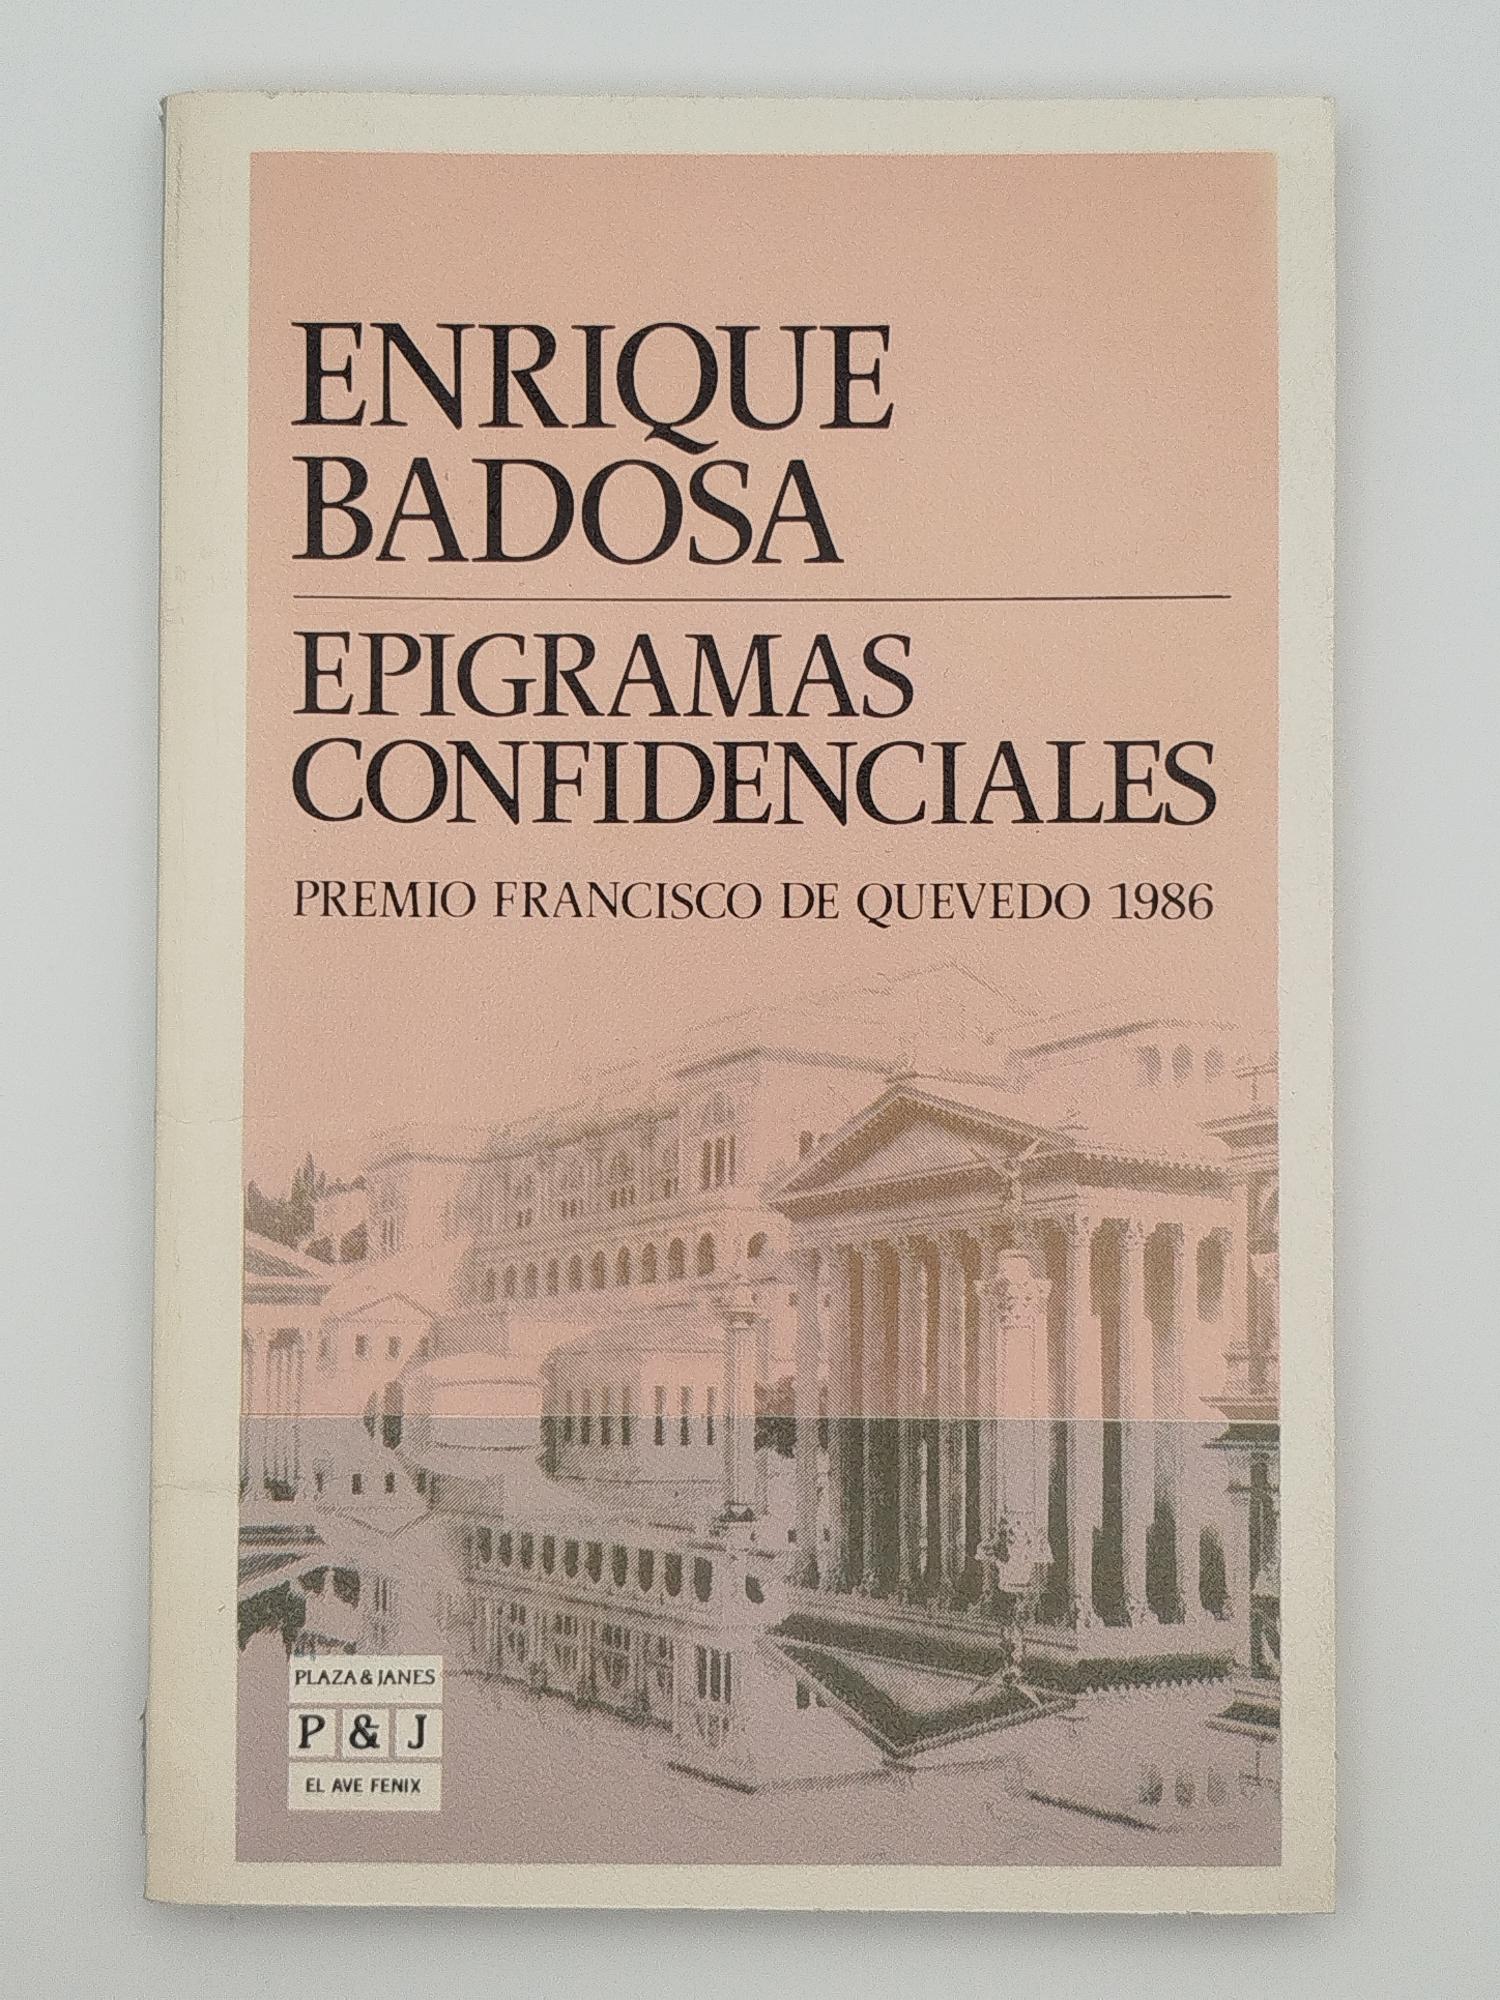 ENRIQUE
BADOSA
EPIGRAMAS
CONFIDENCIALES
PREMIO FRANCISCO DE QUEVEDO 1986
PLAZA & JANES
P & J
EL AVE FENIX